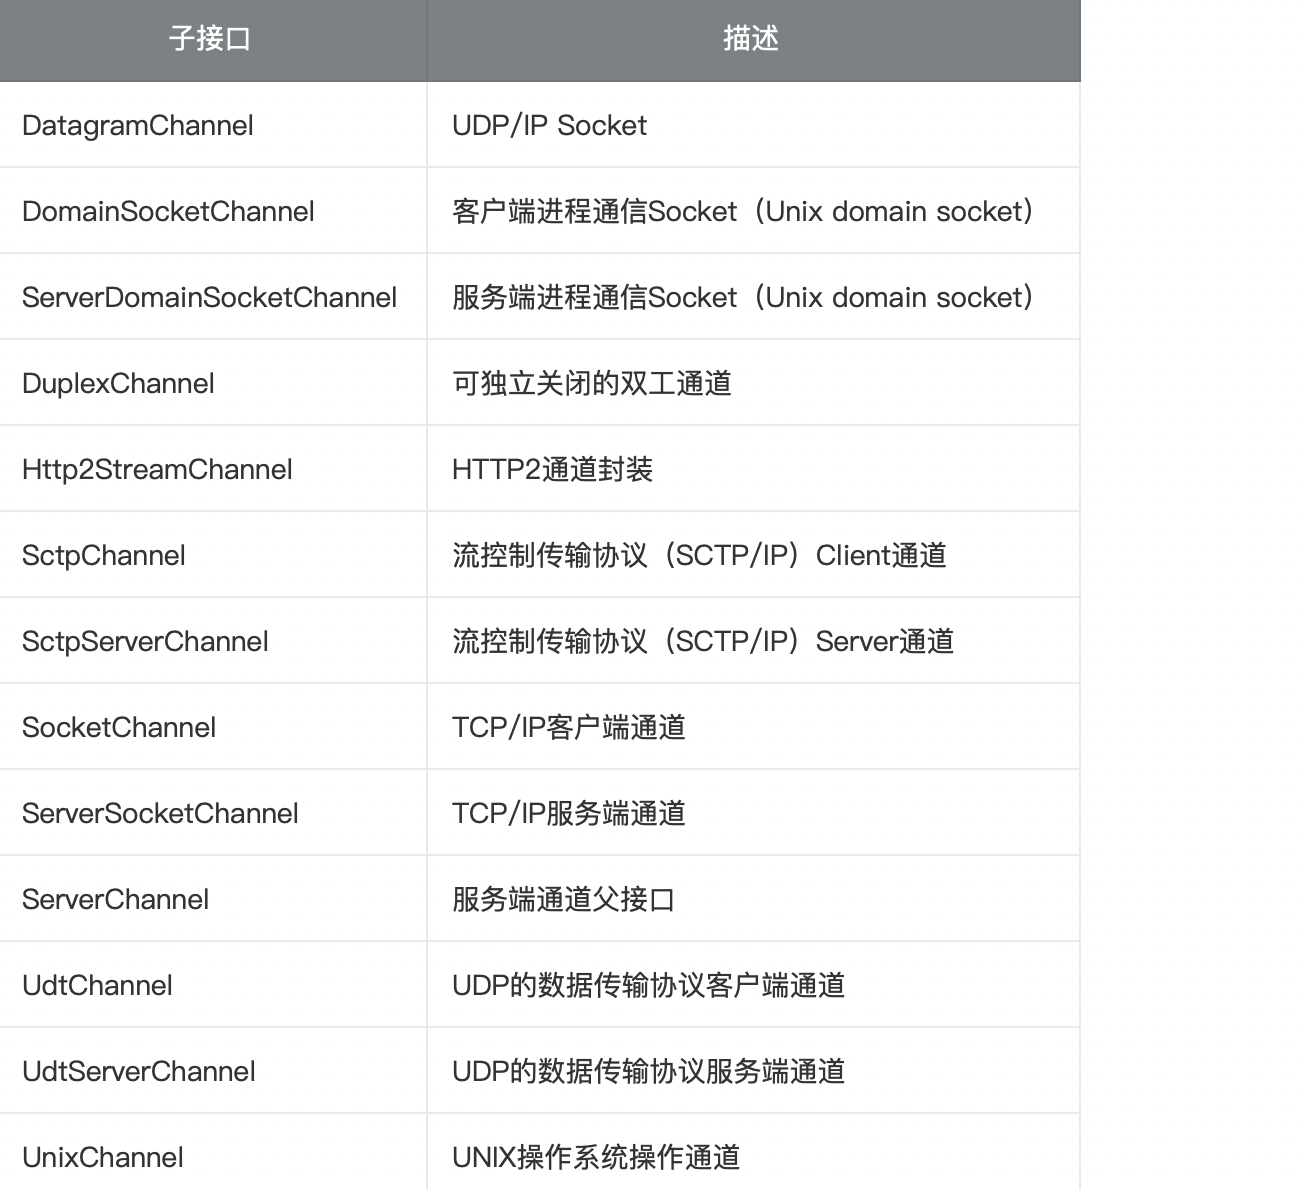 子接口 描述
DatagramChannel UDP/IP Socket
DomainSocketChannel 客户端进程通信Socket（Unix domain socket）
ServerDomainSocketChannel 服务端进程通信Socket（Unix domain socket）
DuplexChannel 可独立关闭的双工通道
Http2StreamChannel HTTP2通道封装
SctpChannel 流控制传输协议（SCTP/IP）Client通道
SctpServerChannel 流控制传输协议（SCTP/IP）Server通道
SocketChannel TCP/IP客户端通道
ServerSocketChannel TCP/IP服务端通道
ServerChannel 服务端通道父接口
UdtChannel UDP的数据传输协议客户端通道
UdtServerChannel UDP的数据传输协议服务端通道
UnixChannel UNIX操作系统操作通道